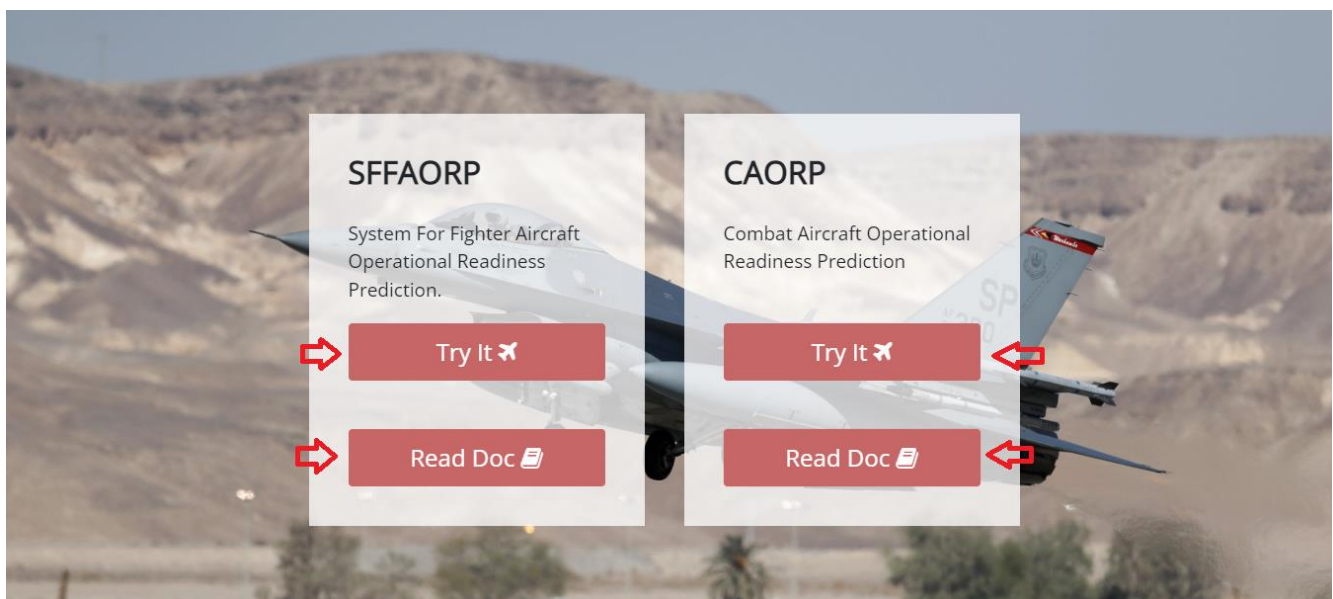 SFFAORP
System For Fighter Aircraft
Operational Readiness
Prediction.
Try It
Read Doc
CAORP
Combat Aircraft Operational
Readiness Prediction
Try It
Read Doc
SP